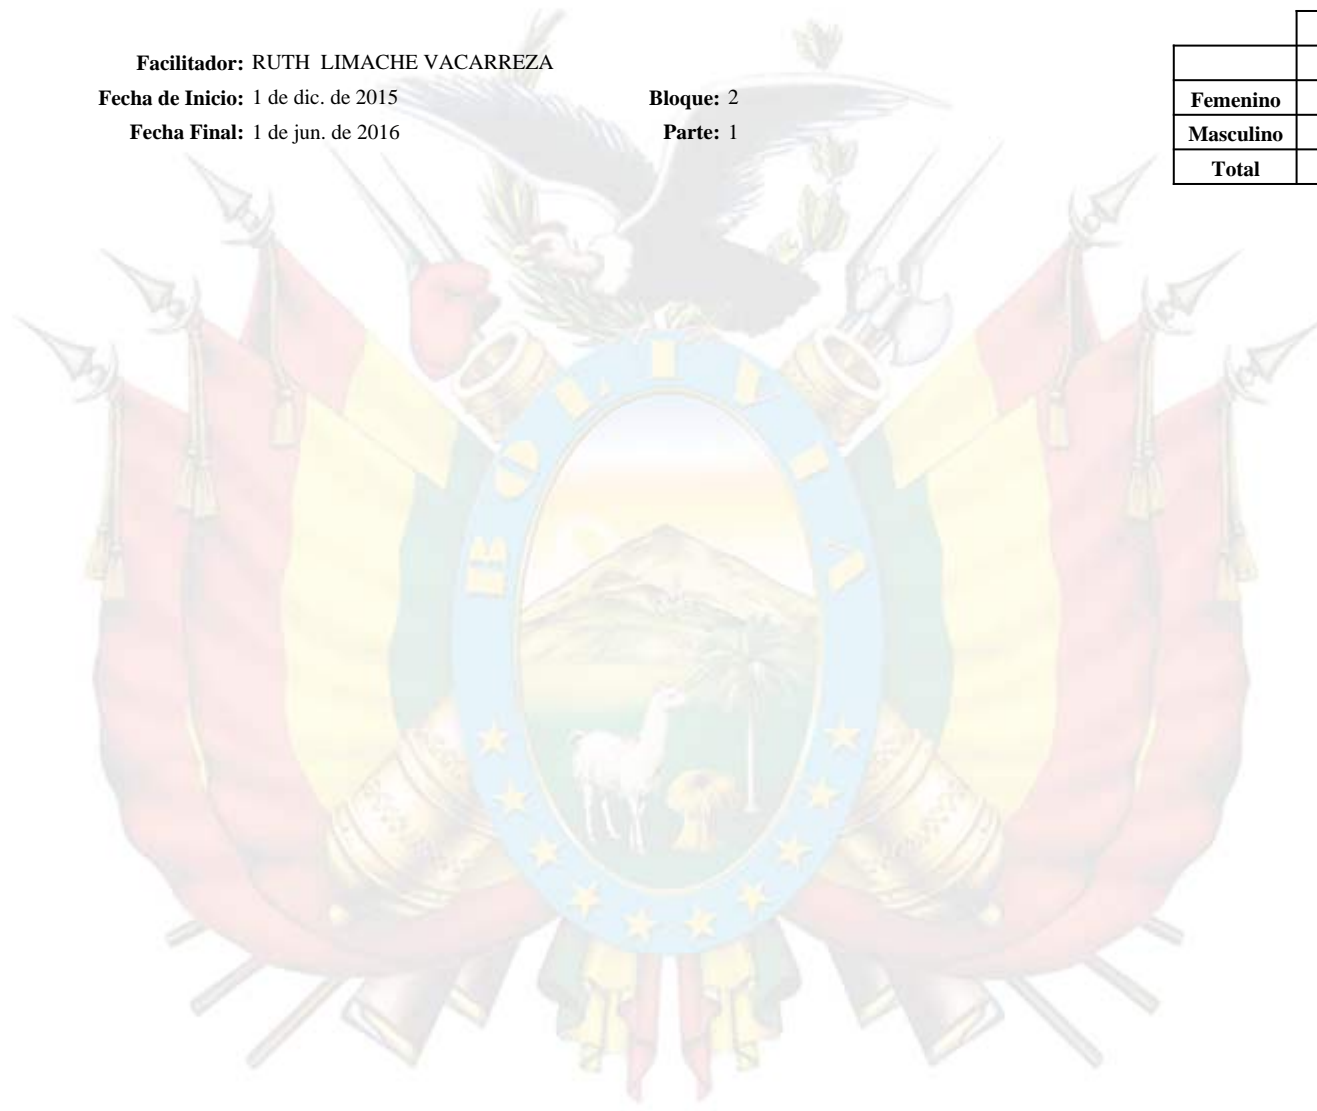 Facilitador: RUTH LIMACHE VACARREZA
Fecha de Inicio: 1 de dic. de 2015 Bloque: 2
Fecha Final: 1 de jun. de 2016 Parte: 1
Femenino
Masculino
Total
BOLIVIA